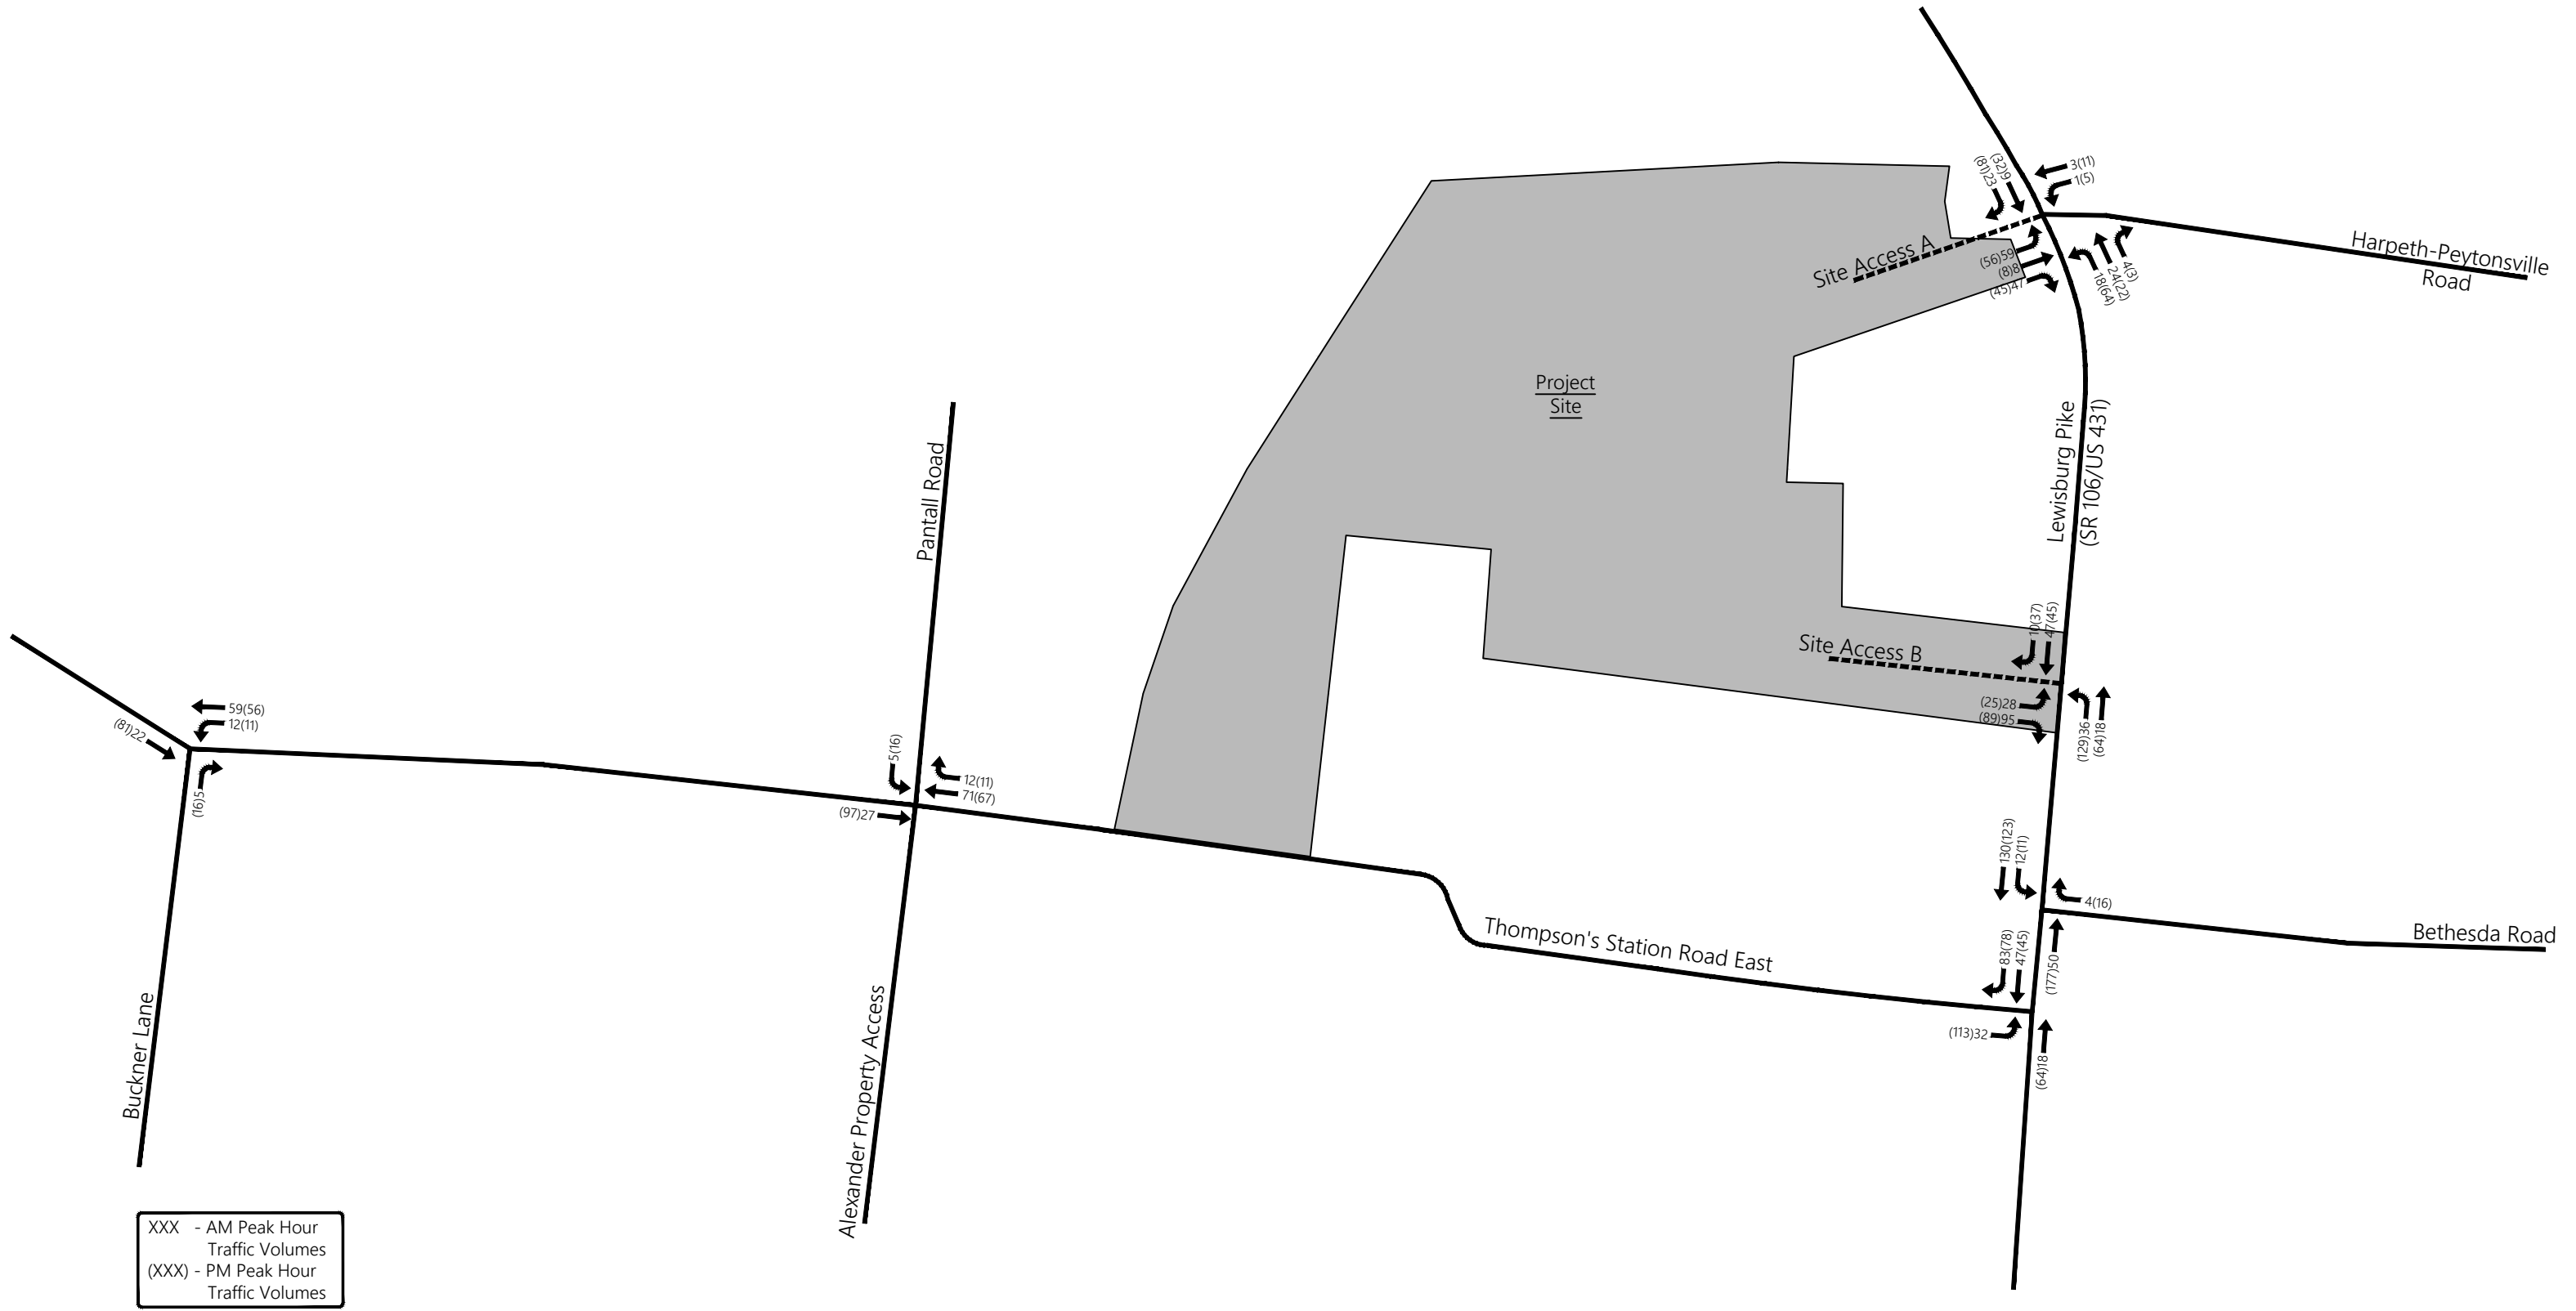 3(11)
1(5)
(32)9
(81)23
Harpeth-Peytonsville
Road
Site Access A
(56)59
(8)8
(45)47
4(3)
24(22)
18(64)
Project
Site
Lewisburg Pike
(SR 106/US 431)
Pantall Road
10(37)
47(45)
Site Access B
(25)28
(89)95
(129)36
(64)18
59(56)
12(11)
(81)22
(16)5
5(16)
12(11)
71(67)
(97)27
130(123)
12(11)
4(16)
Bethesda Road
Thompson's Station Road East
83(78)
47(45)
(177)50
(113)32
(64)18
Buckner Lane
Alexander Property Access
XXX - AM Peak Hour
Traffic Volumes
(XXX) - PM Peak Hour
Traffic Volumes